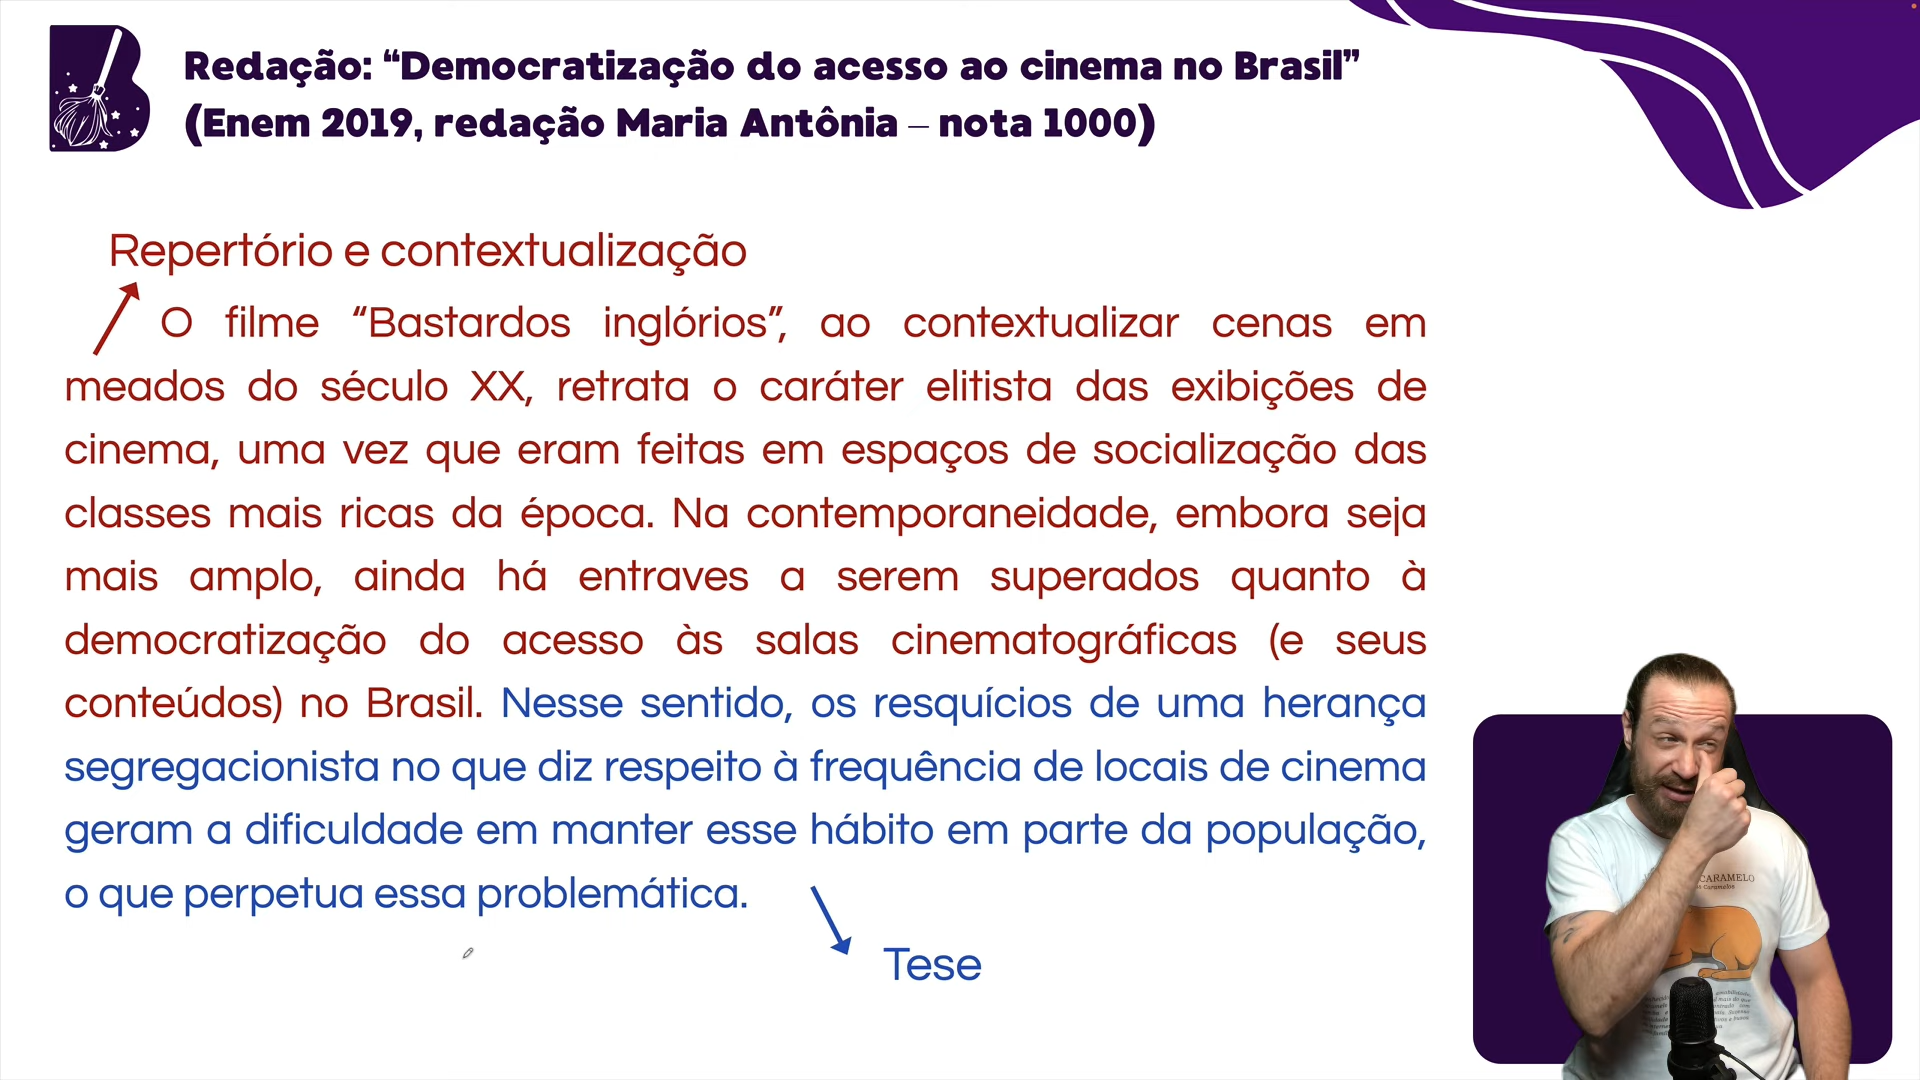 Redação: “Democratização do acesso ao cinema no Brasil”
(Enem 2019, redação Maria Antônia – nota 1000)
Repertório e contextualização
O filme “Bastardos inglórios”, ao contextualizar cenas em
meados do século XX, retrata o caráter elitista das exibições de
cinema, uma vez que eram feitas em espaços de socialização das
classes mais ricas da época. Na contemporaneidade, embora seja
mais amplo, ainda há entraves a serem superados quanto à
democratização do acesso às salas cinematográficas (e seus
conteúdos) no Brasil. Nesse sentido, os resquícios de uma herança
segregacionista no que diz respeito à frequência de locais de cinema
geram a dificuldade em manter esse hábito em parte da população,
o que perpetua essa problemática.
Tese
CARAMELO
Caramelos